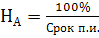 Н_А = 100% / Срок п.и.